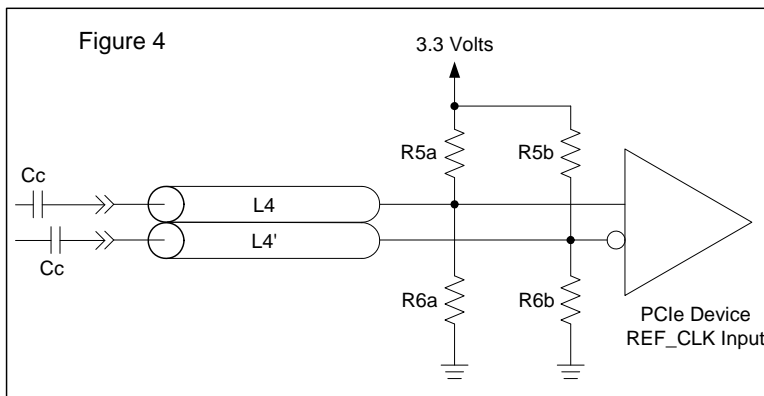 Figure 4
3.3 Volts
R5a
R5b
Cc
L4
L4'
Cc
R6a
R6b
PCIe Device
REF_CLK Input